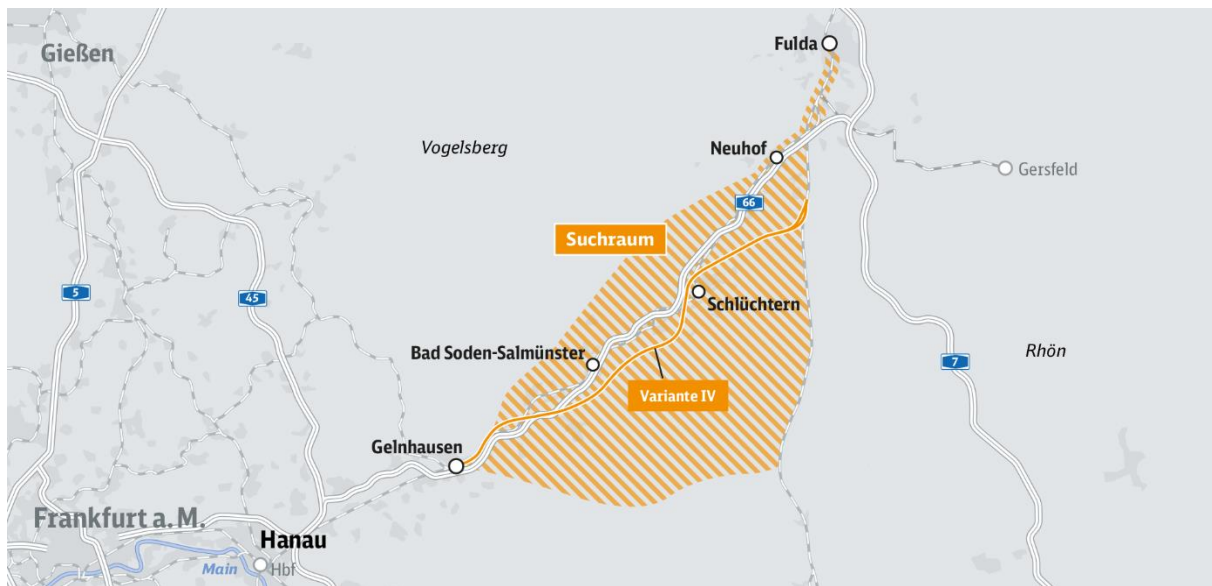 Gießen
Fulda
Vogelsberg
Neuhof
Gersfeld
66
Suchraum
5
45
Schlüchtern
Bad Soden-Salmünster
Rhön
7
Variante IV
Gelnhausen
Frankfurt a. M.
Hanau
Main
Hbf